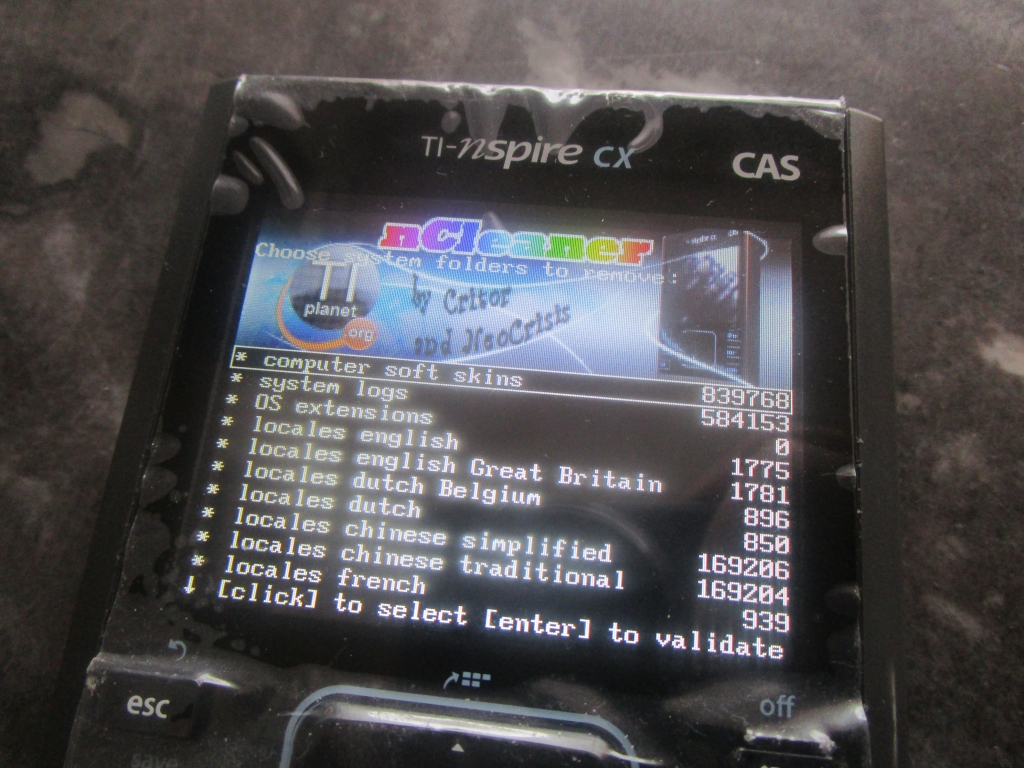 TI-nspire CX
CAS
nCleaner
Choose system folders to remove:
TI
planet
.org
by Critor
and NeoCrisis
* computer soft skins 839768
* system logs 584153
* OS extensions 0
* locales english 1775
* locales english Great Britain 1781
* locales dutch Belgium 896
* locales dutch 850
* locales chinese simplified 169206
* locales chinese traditional 169204
* locales french 939
↓ [click] to select [enter] to validate
esc
off
save